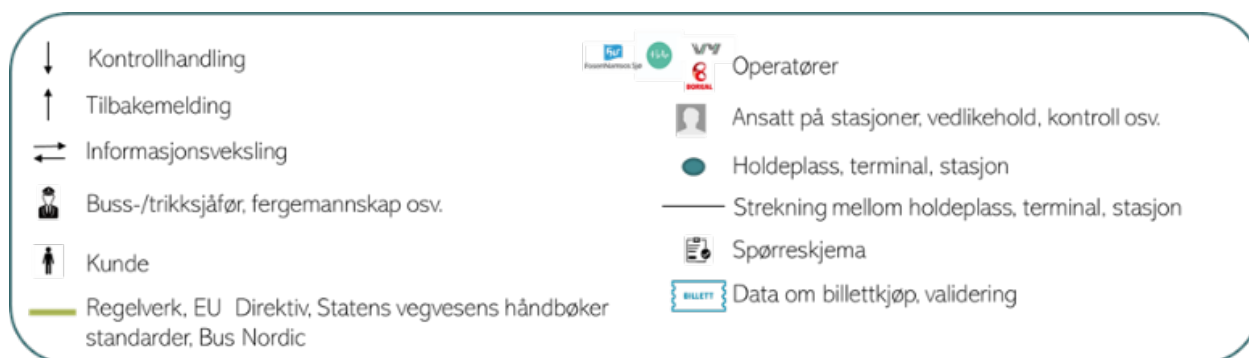 Kontrollhandling
Tilbakemelding
Informasjonsveksling
Buss-/trikksjåfør, fergemannskap osv.
Kunde
Regelverk, EU Direktiv, Statens vegvesens håndbøker
standarder, Bus Nordic
BOREAL
Operatører
Ansatt på stasjoner, vedlikehold, kontroll osv.
Holdeplass, terminal, stasjon
Strekning mellom holdeplass, terminal, stasjon
Spørreskjema
BILLETT
Data om billettkjøp, validering